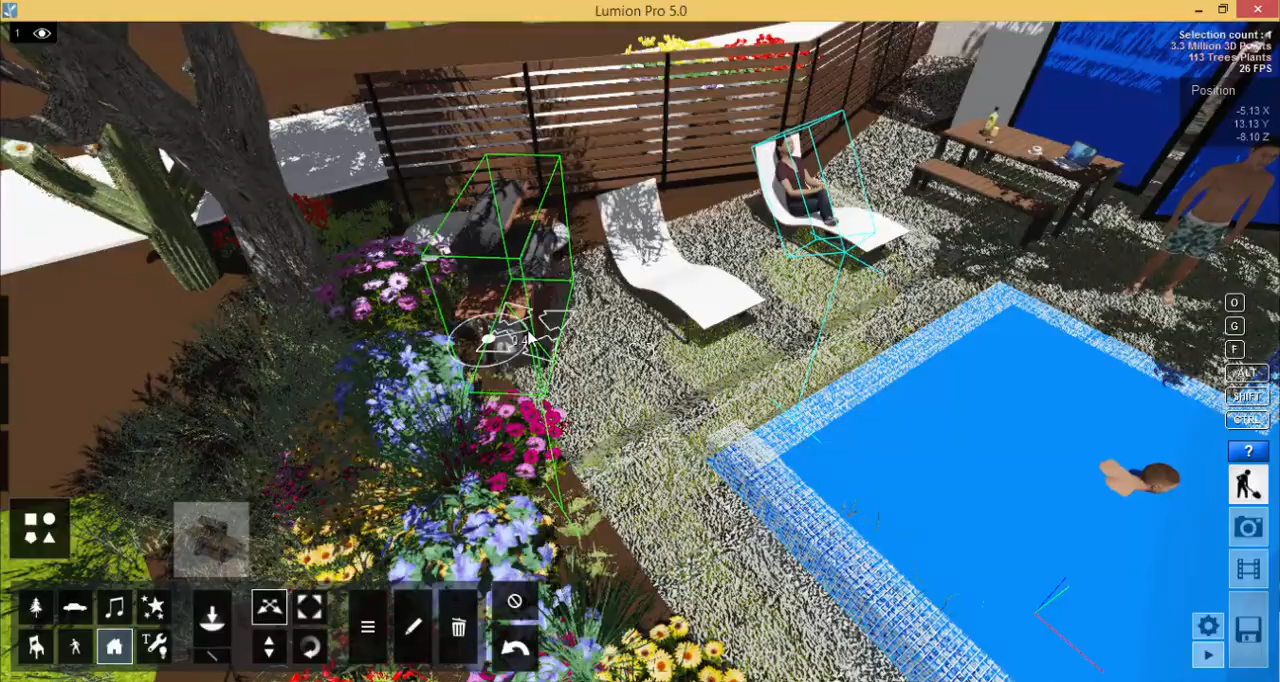 Lumion Pro 5.0
1
Selection count : 4
3.3 Million 3D Points
113 Trees/Plants
26 FPS
Position
-5.13 X
13.13 Y
-8.10 Z
O
G
F
ALT
SHIFT
CTRL
?